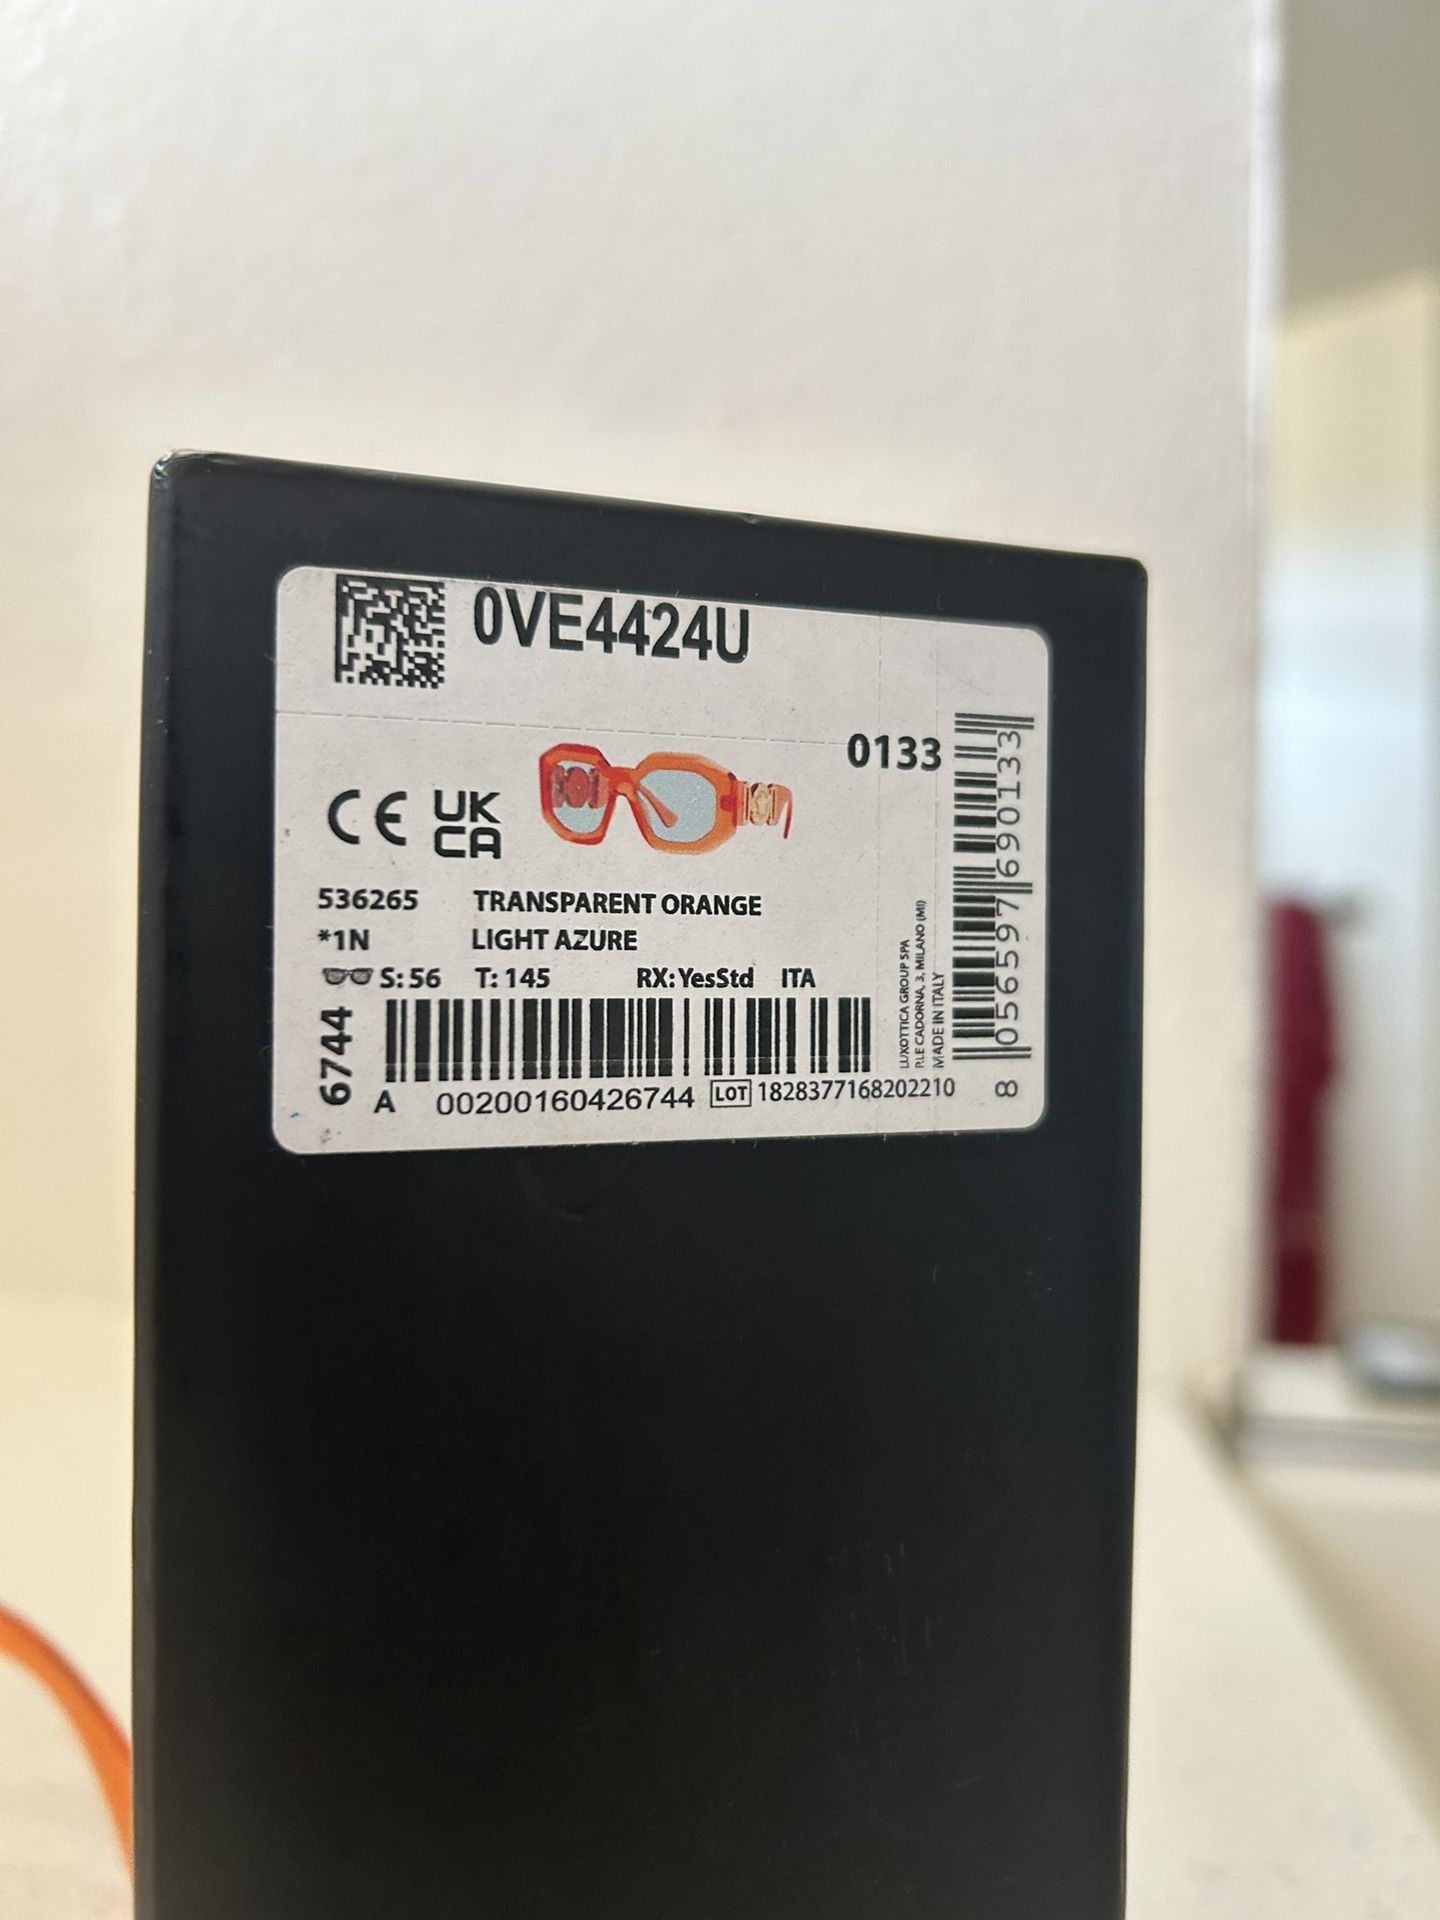 0VE4424U
0133
CE UK CA
536265 TRANSPARENT ORANGE
*1N LIGHT AZURE
S: 56 T: 145 RX: YesStd ITA
6744
A 00200160426744 LOT 1828377168202210
LUXOTTICA GROUP SPA
P.LE CADORNA, 3, MILANO (MI)
MADE IN ITALY
8 056597 690133